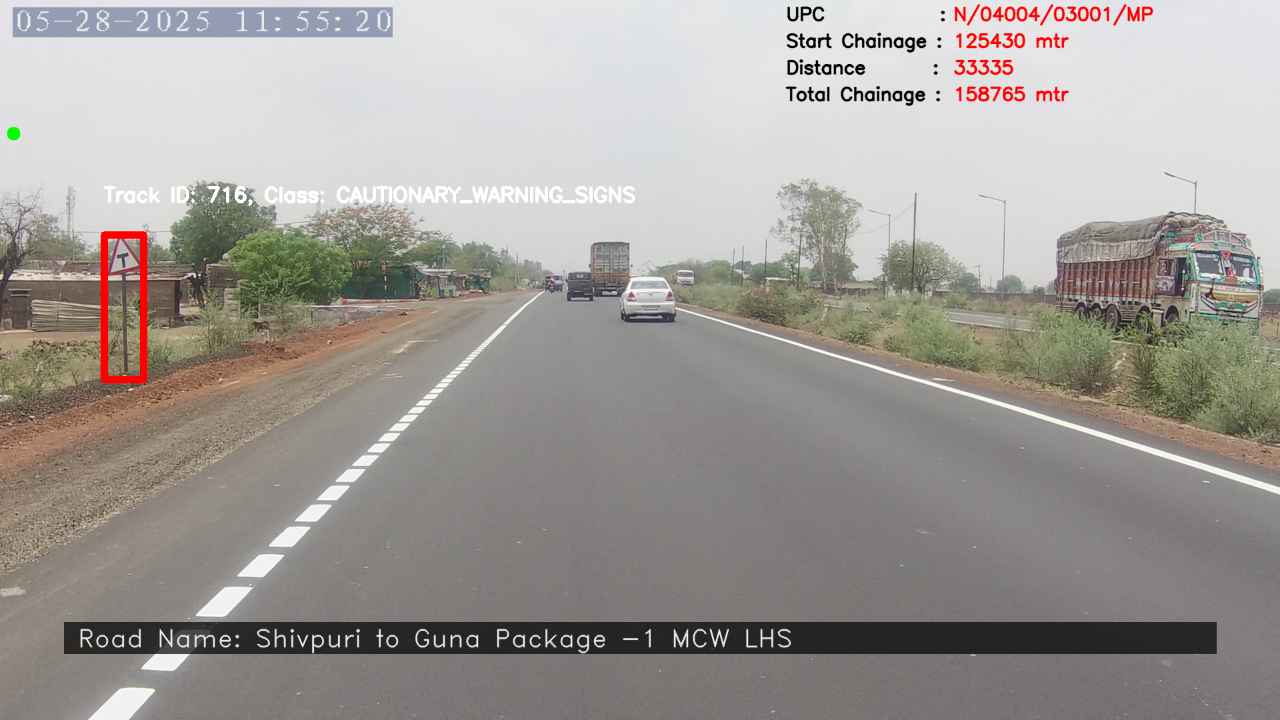 05-28-2025 11:55:20
UPC : N/04004/03001/MP
Start Chainage : 125430 mtr
Distance : 33335
Total Chainage : 158765 mtr
Track ID: 716, Class: CAUTIONARY_WARNING_SIGNS
Road Name: Shivpuri to Guna Package -1 MCW LHS